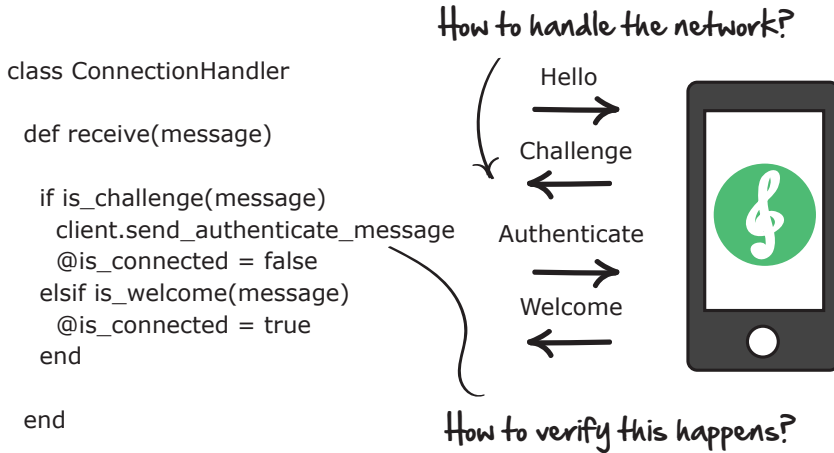 How to handle the network?
class ConnectionHandler
def receive(message)
if is_challenge(message)
client.send_authenticate_message
@is_connected = false
elsif is_welcome(message)
@is_connected = true
end
end
Hello
Challenge
Authenticate
Welcome
How to verify this happens?